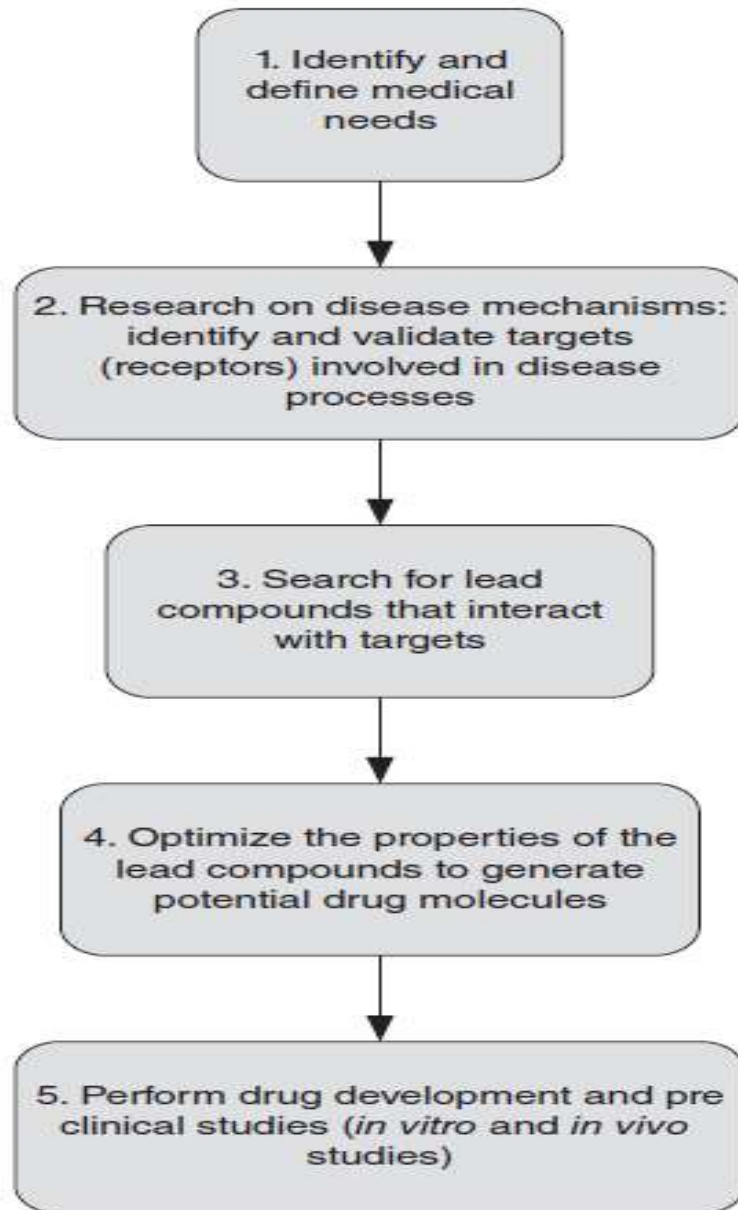 1. Identify and
define medical
needs
2. Research on disease mechanisms:
identify and validate targets
(receptors) involved in disease
processes
3. Search for lead
compounds that interact
with targets
4. Optimize the properties of the
lead compounds to generate
potential drug molecules
5. Perform drug development and pre
clinical studies (in vitro and in vivo
studies)